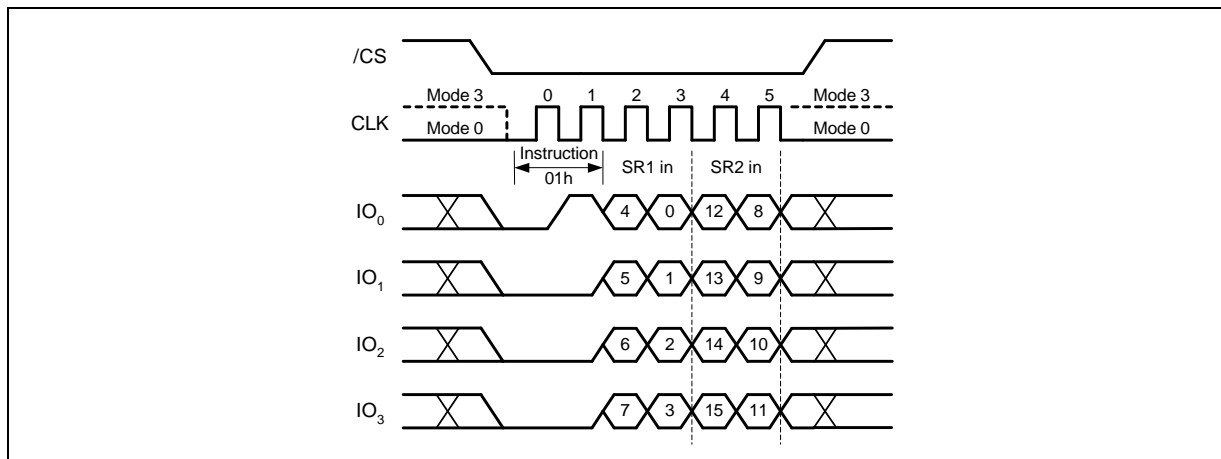 /CS
Mode 3 0 1 2 3 4 5 Mode 3
CLK
Mode 0 Mode 0
Instruction
01h
SR1 in SR2 in
IO0 4 0 12 8
IO1 5 1 13 9
IO2 6 2 14 10
IO3 7 3 15 11